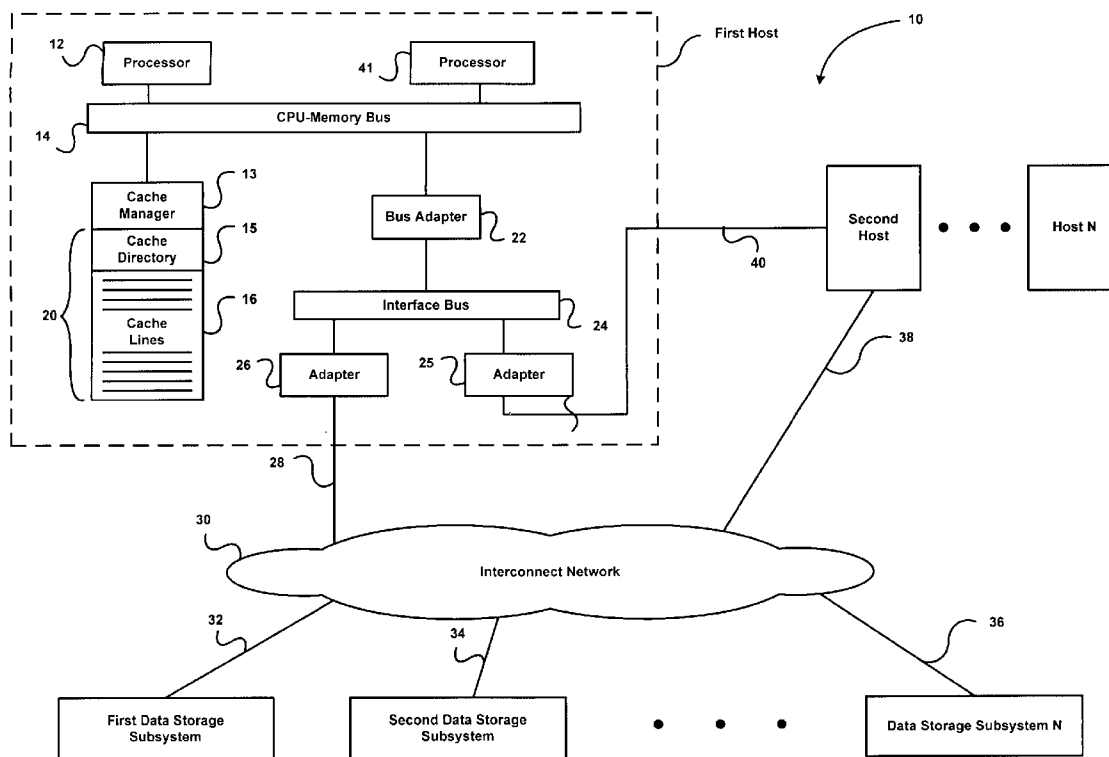 First Host
10
12
Processor
41
Processor
CPU-Memory Bus
14
13
Cache
Manager
15
Cache
Directory
Bus Adapter
22
Second
Host
Host N
40
20
16
Cache
Lines
Interface Bus
24
26
Adapter
25
Adapter
38
28
30
Interconnect Network
32
34
36
First Data Storage
Subsystem
Second Data Storage
Subsystem
Data Storage Subsystem N